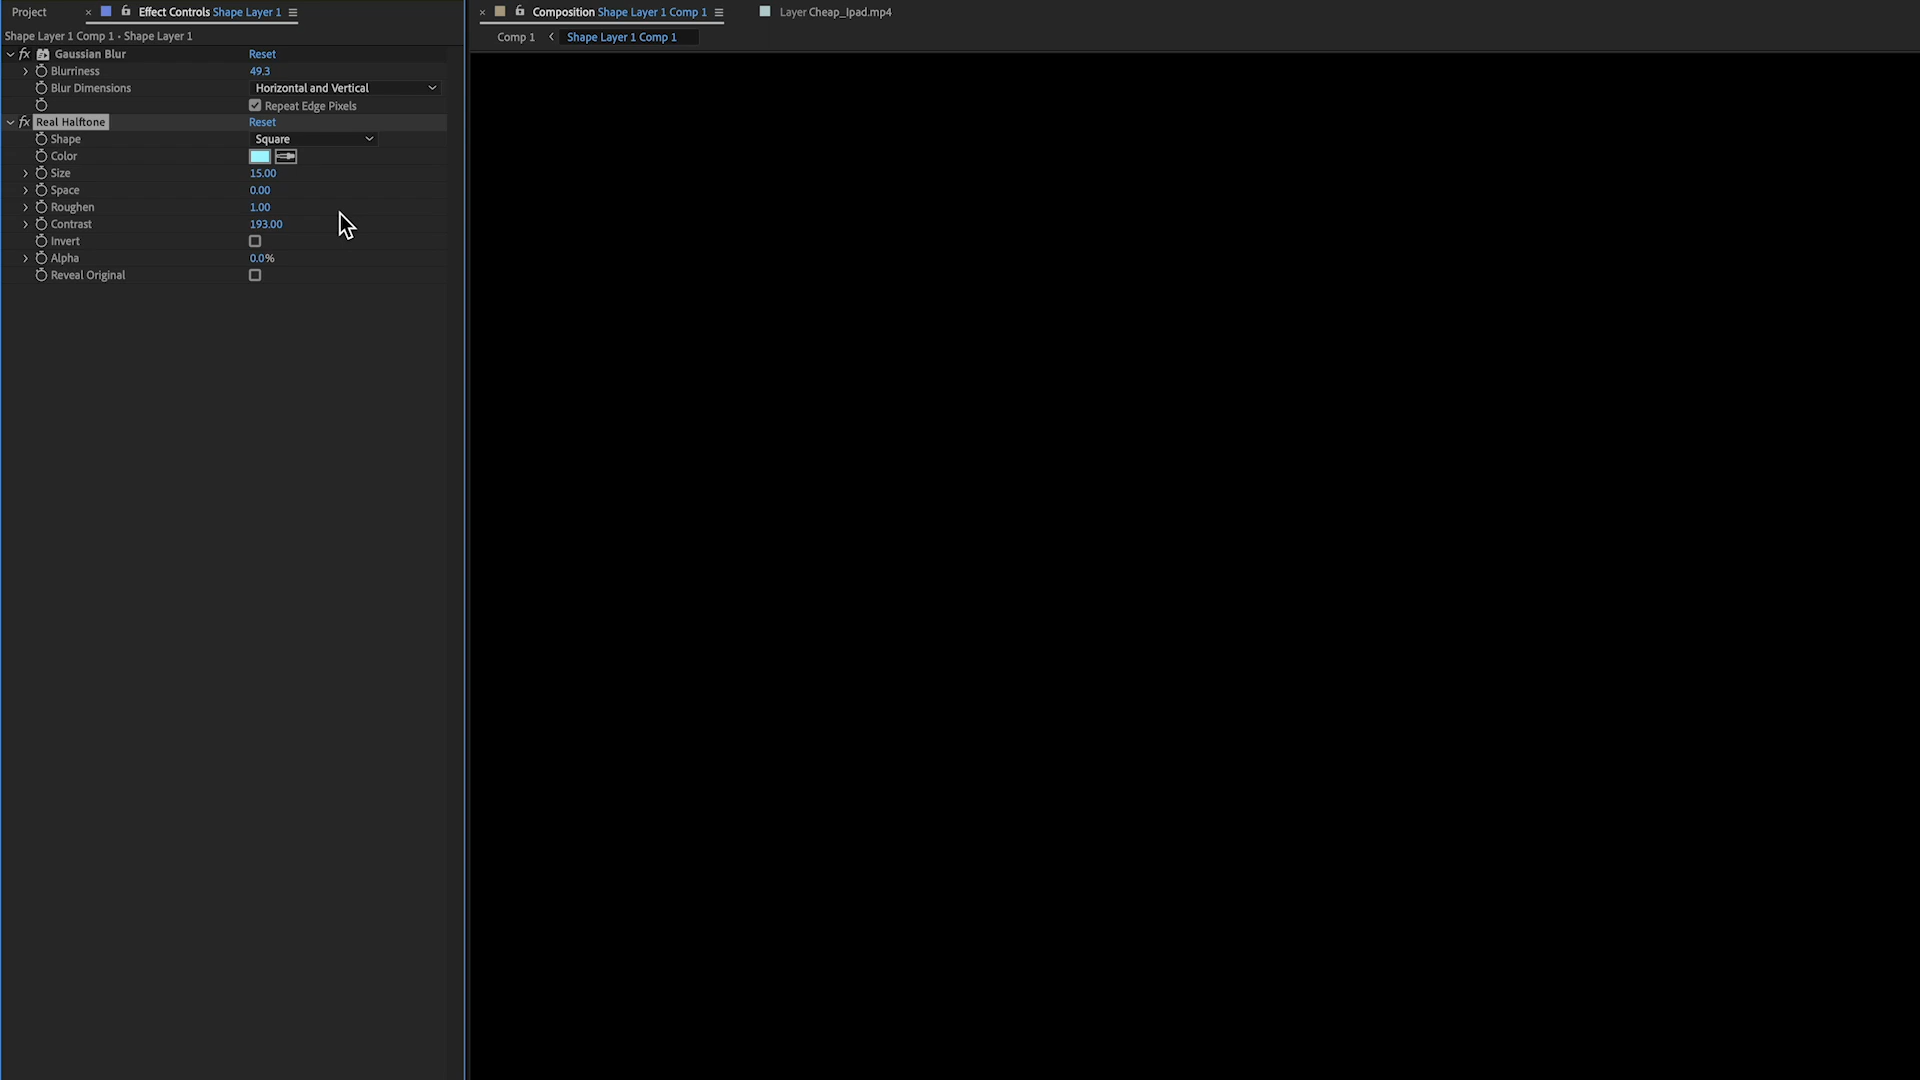 Project
Effect Controls Shape Layer 1
Composition Shape Layer 1 Comp 1
Layer Cheap_Ipad.mp4
Shape Layer 1 Comp 1 • Shape Layer 1
Comp 1
Shape Layer 1 Comp 1
fx Gaussian Blur Reset
Blurriness 49.3
Blur Dimensions Horizontal and Vertical
Repeat Edge Pixels
fx Real Halftone Reset
Shape Square
Color
Size 15.00
Space 0.00
Roughen 1.00
Contrast 193.00
Invert
Alpha 0.0%
Reveal Original